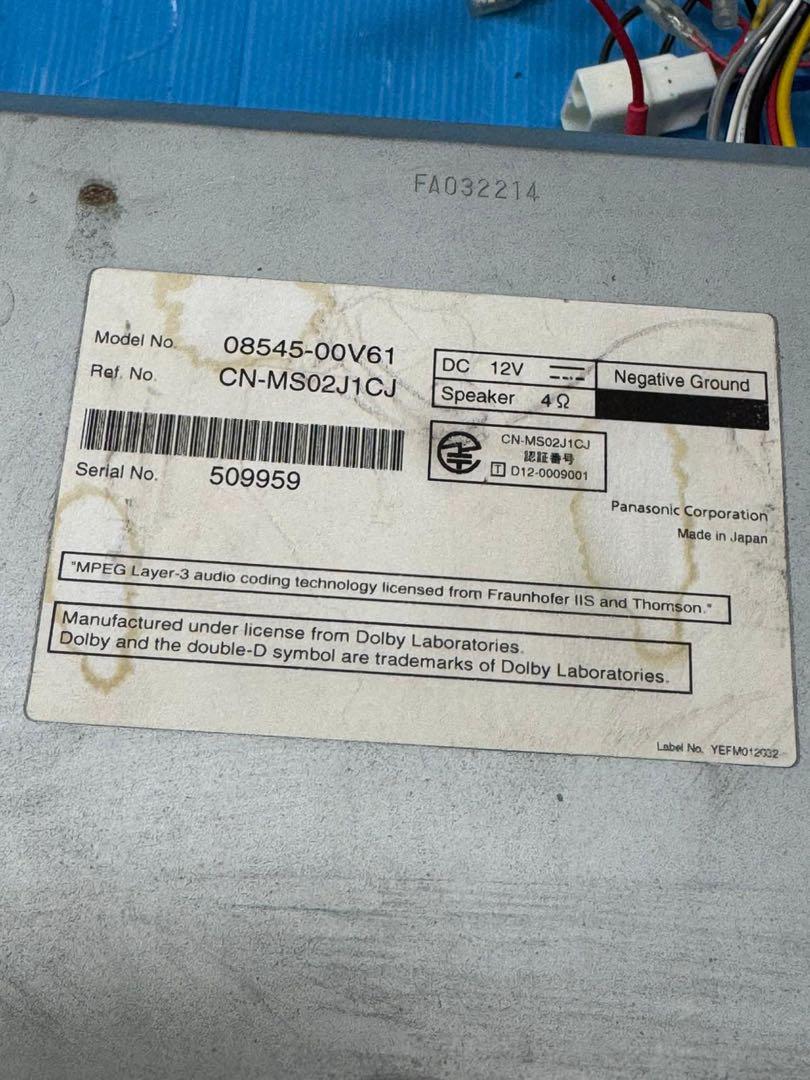 FA032214
Model No. 08545-00V61
Ref. No. CN-MS02J1CJ
Serial No. 509959
DC 12V
Negative Ground
Speaker 4Ω
CN-MS02J1CJ
認証番号
T D12-0009001
Panasonic Corporation
Made in Japan
"MPEG Layer-3 audio coding technology licensed from Fraunhofer IIS and Thomson."
Manufactured under license from Dolby Laboratories.
Dolby and the double-D symbol are trademarks of Dolby Laboratories.
Label No. YEFM012032